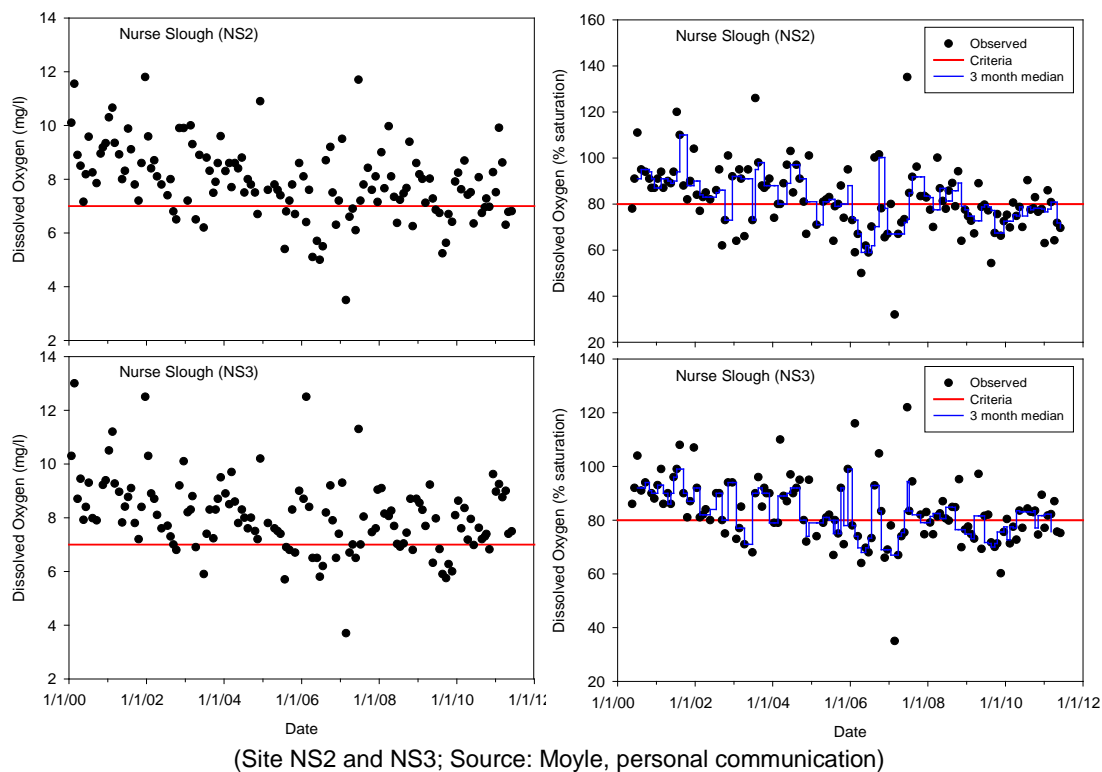 Nurse Slough (NS2)
Dissolved Oxygen (mg/l)
14
12
10
8
6
4
2
Nurse Slough (NS2)
Observed
Criteria
3 month median
Dissolved Oxygen (% saturation)
160
140
120
100
80
60
40
20
Nurse Slough (NS3)
Dissolved Oxygen (mg/l)
14
12
10
8
6
4
2
1/1/00 1/1/02 1/1/04 1/1/06 1/1/08 1/1/10 1/1/12
Date
Nurse Slough (NS3)
Observed
Criteria
3 month median
Dissolved Oxygen (% saturation)
140
120
100
80
60
40
20
1/1/00 1/1/02 1/1/04 1/1/06 1/1/08 1/1/10 1/1/12
Date
(Site NS2 and NS3; Source: Moyle, personal communication)